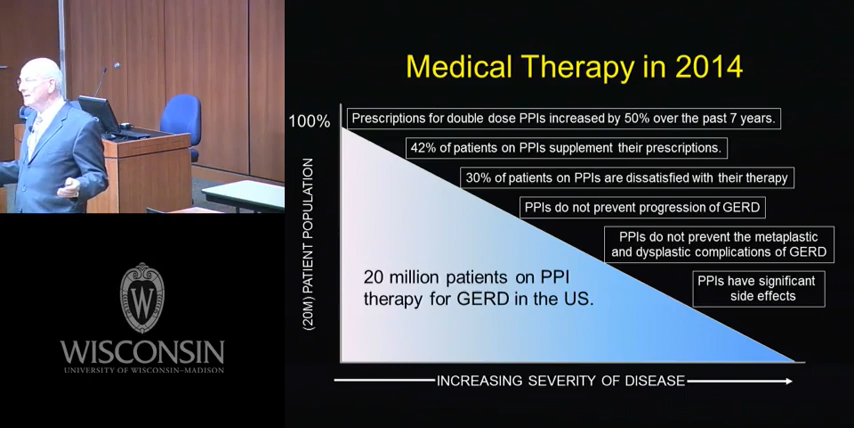 Medical Therapy in 2014
100%
Prescriptions for double dose PPIs increased by 50% over the past 7 years.
42% of patients on PPIs supplement their prescriptions.
30% of patients on PPIs are dissatisfied with their therapy
PPIs do not prevent progression of GERD
PPIs do not prevent the metaplastic
and dysplastic complications of GERD
PPIs have significant
side effects
(20M) PATIENT POPULATION
20 million patients on PPI
therapy for GERD in the US.
INCREASING SEVERITY OF DISEASE
W
WISCONSIN
UNIVERSITY OF WISCONSIN–MADISON